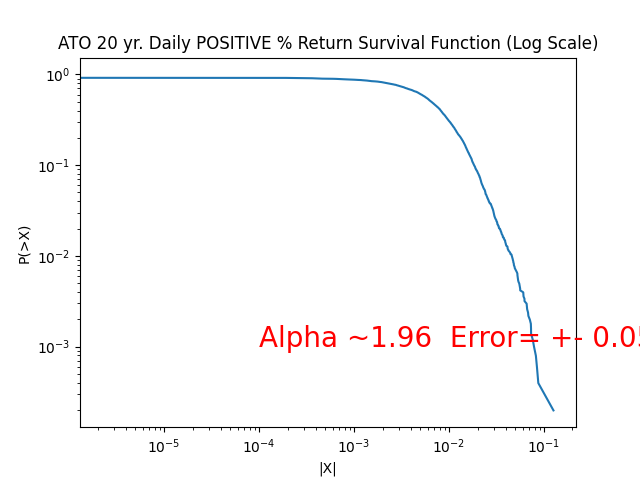 ATO 20 yr. Daily POSITIVE % Return Survival Function (Log Scale)
10⁰
10⁻¹
10⁻²
10⁻³
P(>X)
Alpha ~1.96  Error= +- 0.05
10⁻⁵
10⁻⁴
10⁻³
10⁻²
10⁻¹
|X|